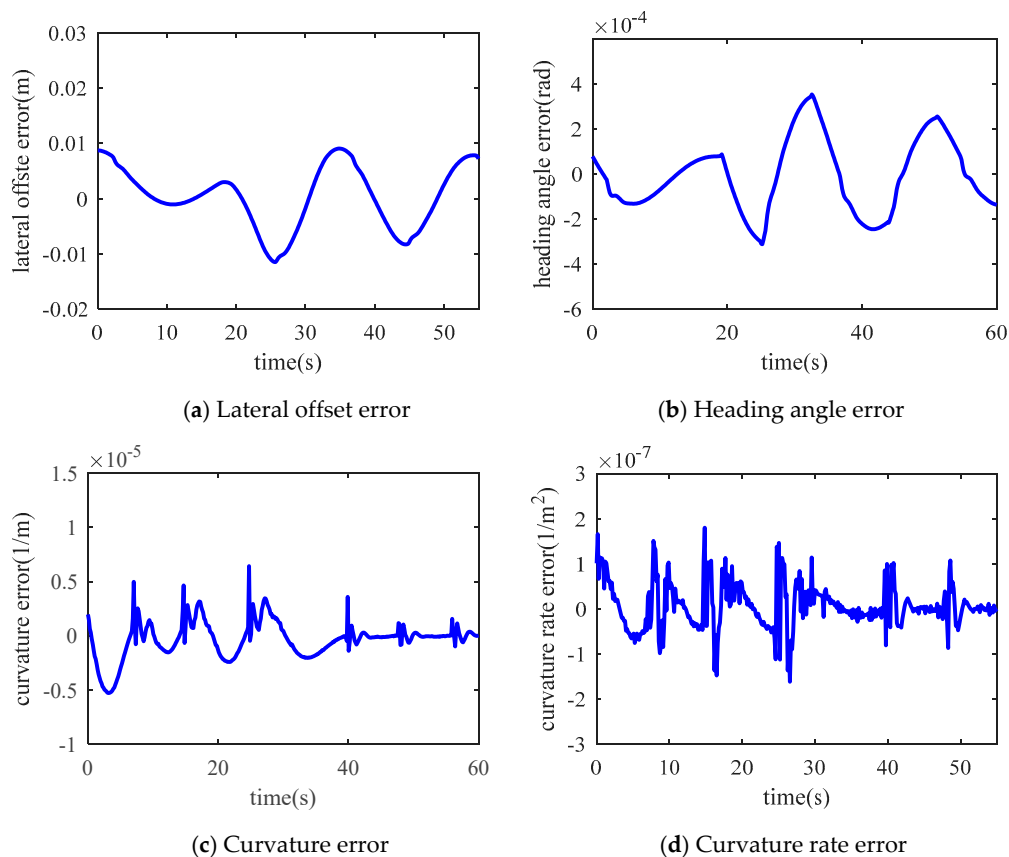 0.03
0.02
0.01
0
-0.01
-0.02
lateral offste error(m)
0 10 20 30 40 50
time(s)
(a) Lateral offset error
×10-4
4
2
0
-2
-4
-6
heading angle error(rad)
0 20 40 60
time(s)
(b) Heading angle error
×10-5
1.5
1
0.5
0
-0.5
-1
curvature error(1/m)
0 20 40 60
time(s)
(c) Curvature error
×10-7
3
2
1
0
-1
-2
-3
curvature rate error(1/m2)
0 10 20 30 40 50
time(s)
(d) Curvature rate error